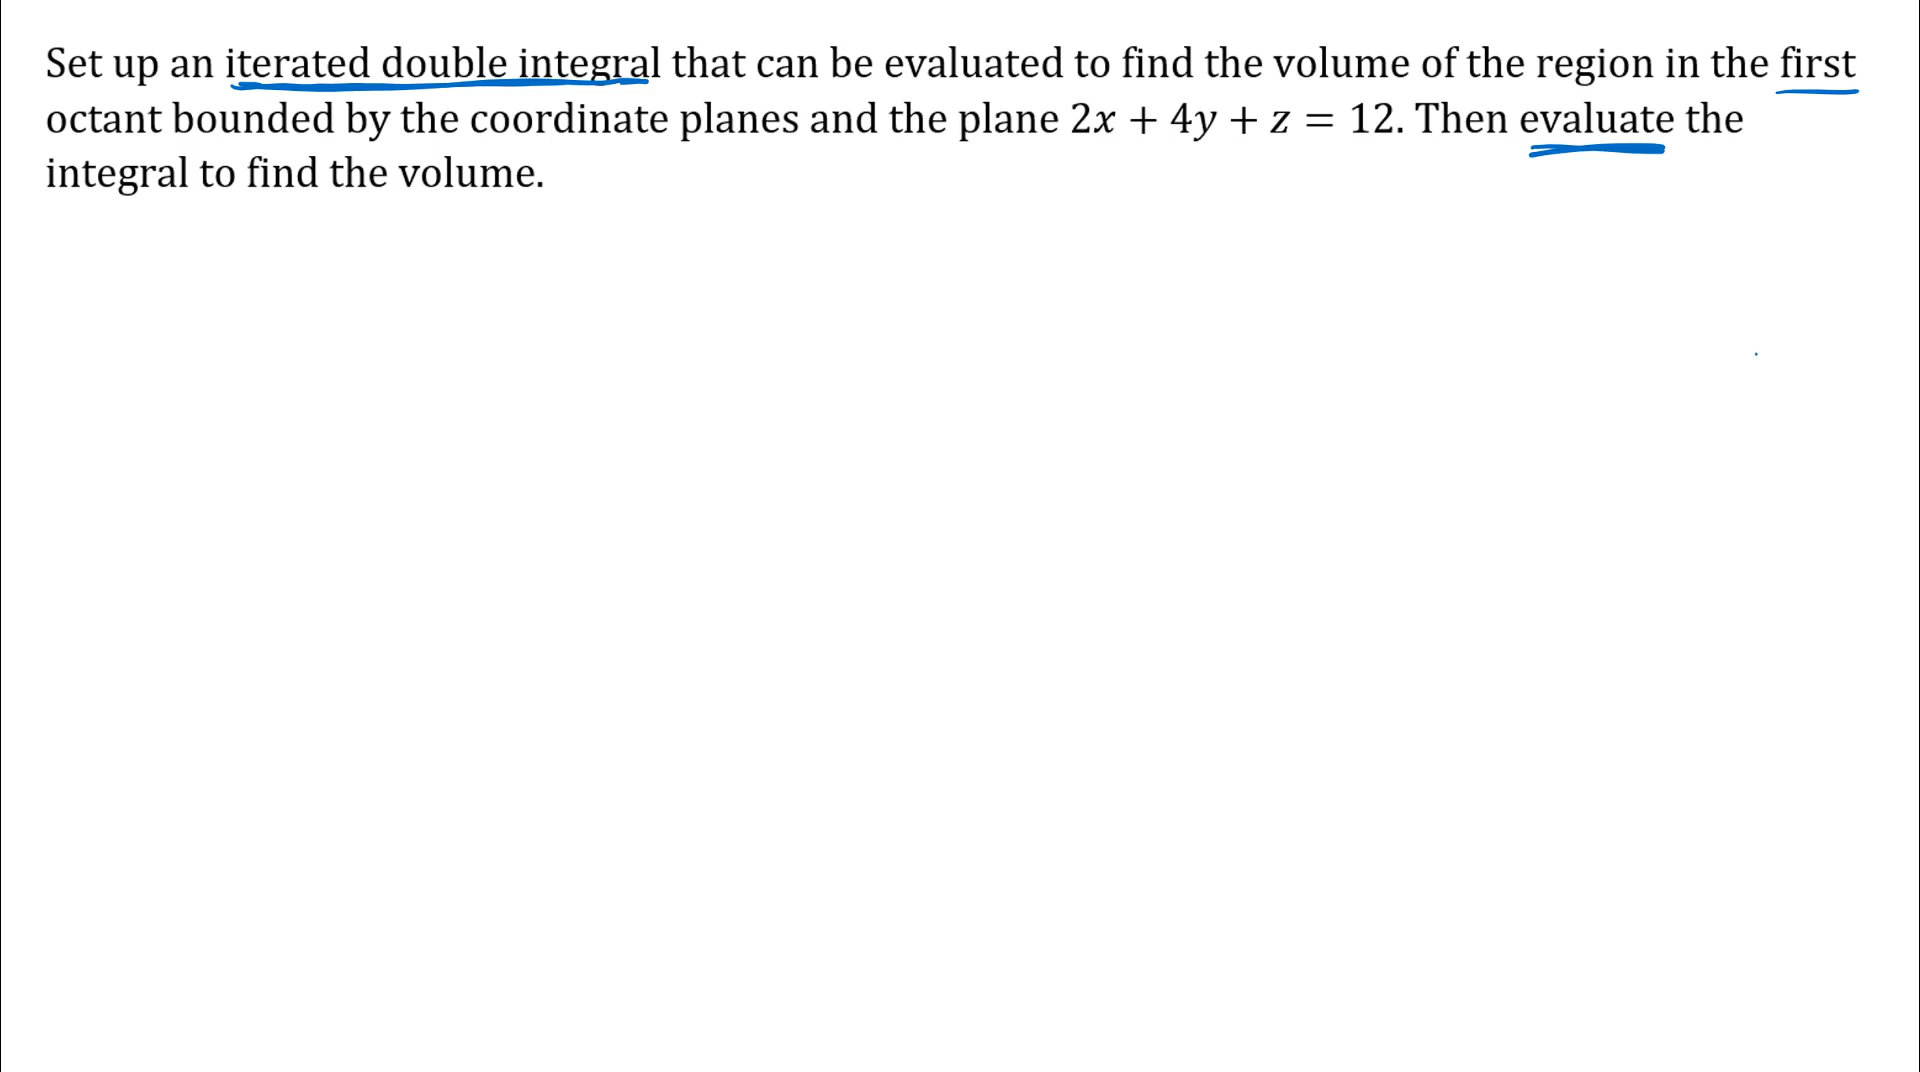 Set up an iterated double integral that can be evaluated to find the volume of the region in the first
octant bounded by the coordinate planes and the plane 2x + 4y + z = 12. Then evaluate the
integral to find the volume.